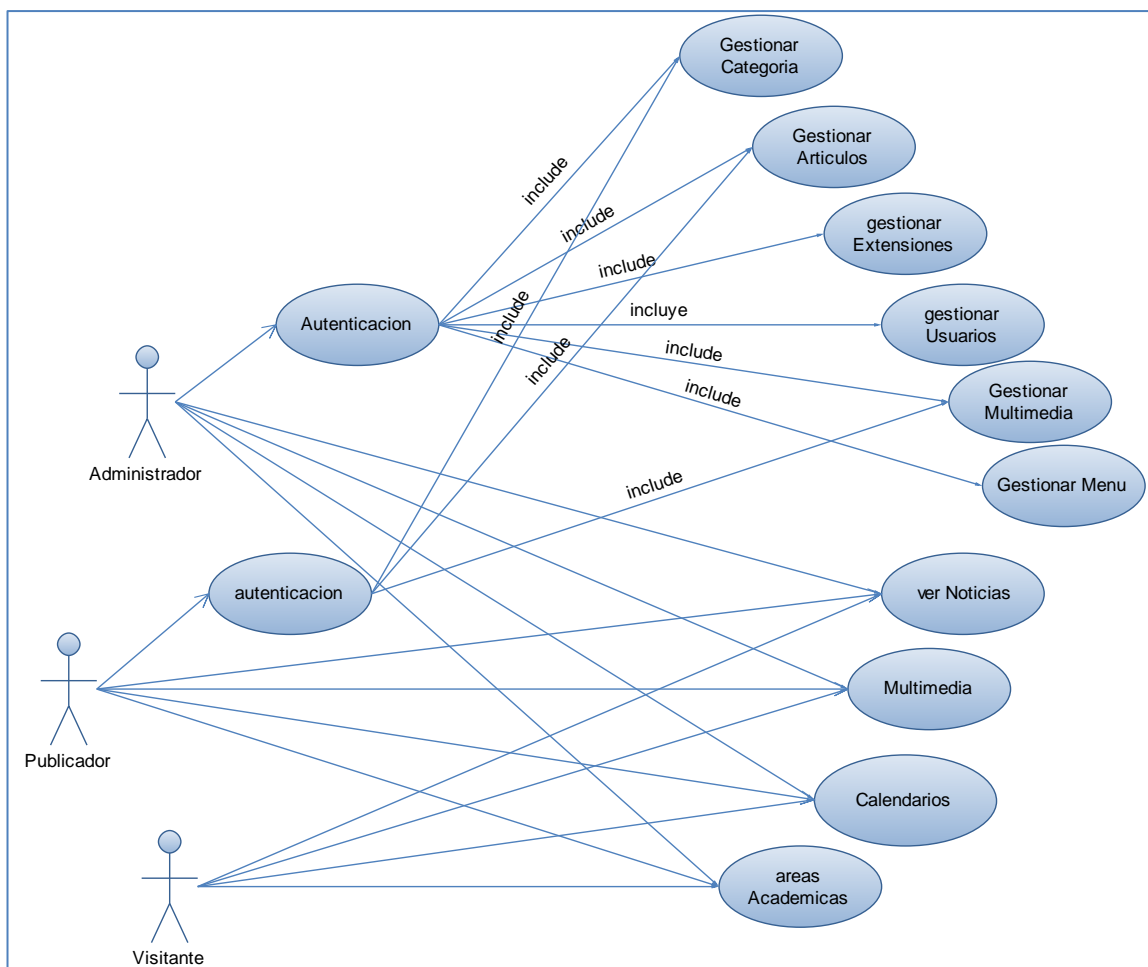 Gestionar
Categoria
Gestionar
Articulos
include
include
gestionar
Extensiones
include
include
Autenticacion
incluye
gestionar
Usuarios
include
include
Gestionar
Multimedia
include
Administrador
include
Gestionar Menu
autenticacion
ver Noticias
Multimedia
Publicador
Calendarios
areas
Academicas
Visitante